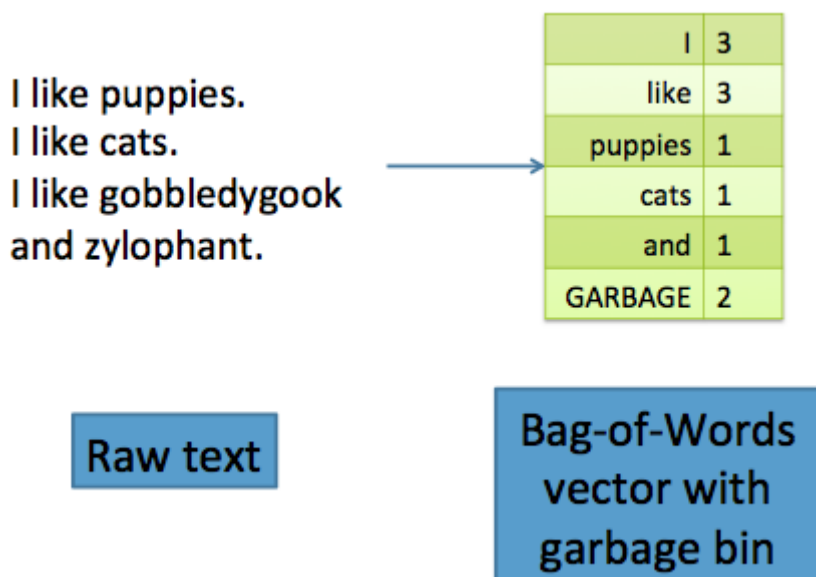 I like puppies.
I like cats.
I like gobbledygook
and zylophant.
I 3
like 3
puppies 1
cats 1
and 1
GARBAGE 2
Raw text
Bag-of-Words
vector with
garbage bin